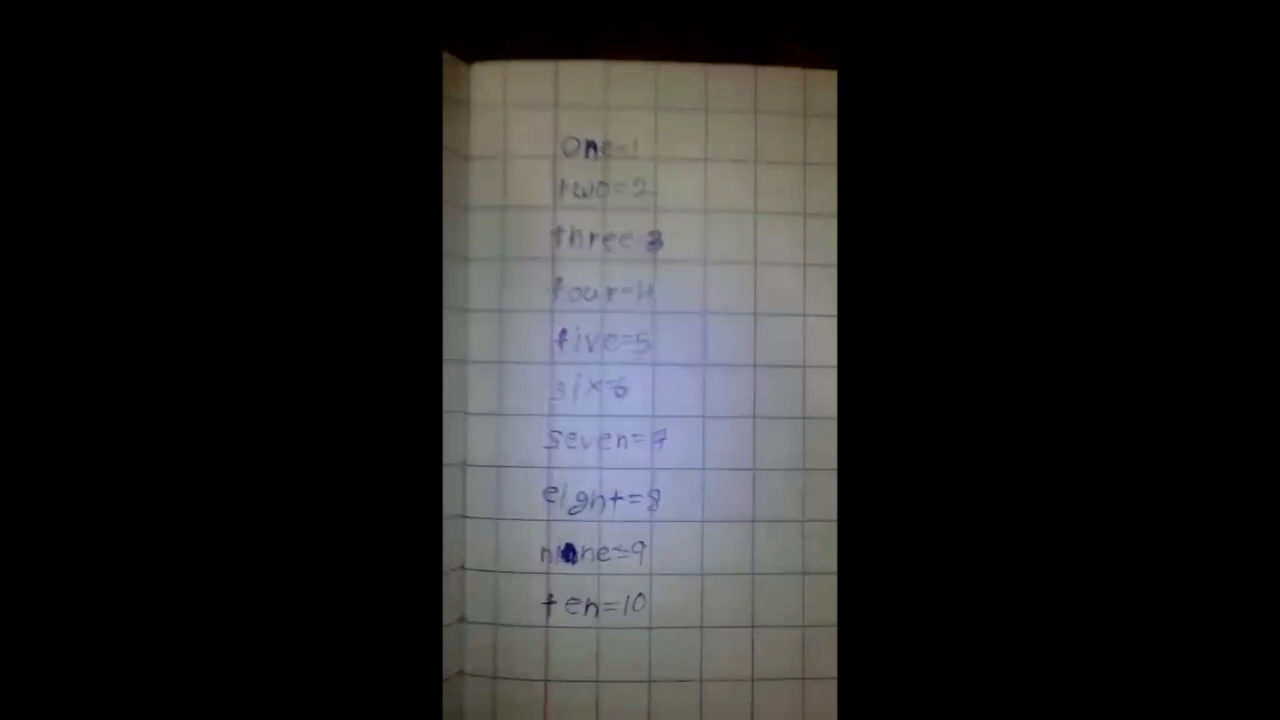 one=1
two=2
three=3
four=4
five=5
six=6
seven=7
eight=8
nine=9
ten=10